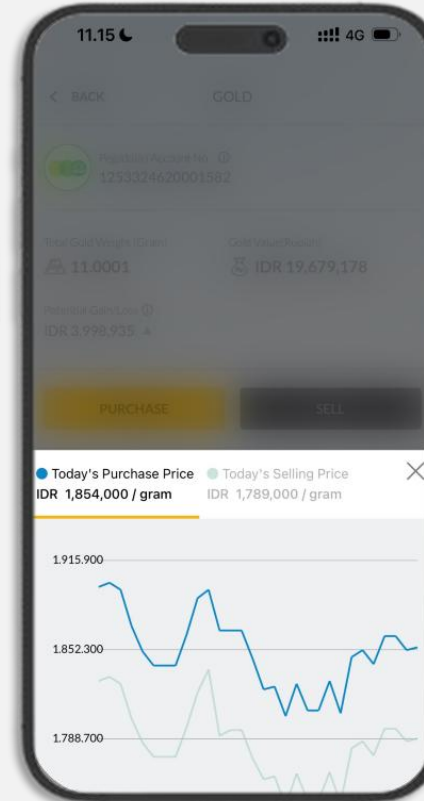 11.15
4G
< BACK GOLD
Pegadaian Account No.
1253324620001582
Total Gold Weight (Gram) Gold Value (Rupiah)
11.0001 IDR 19,679,178
Potential Gain/Loss
IDR 3,998,935
PURCHASE SELL
Today's Purchase Price Today's Selling Price
IDR 1,854,000 / gram IDR 1,789,000 / gram
1.915.900
1.852.300
1.788.700